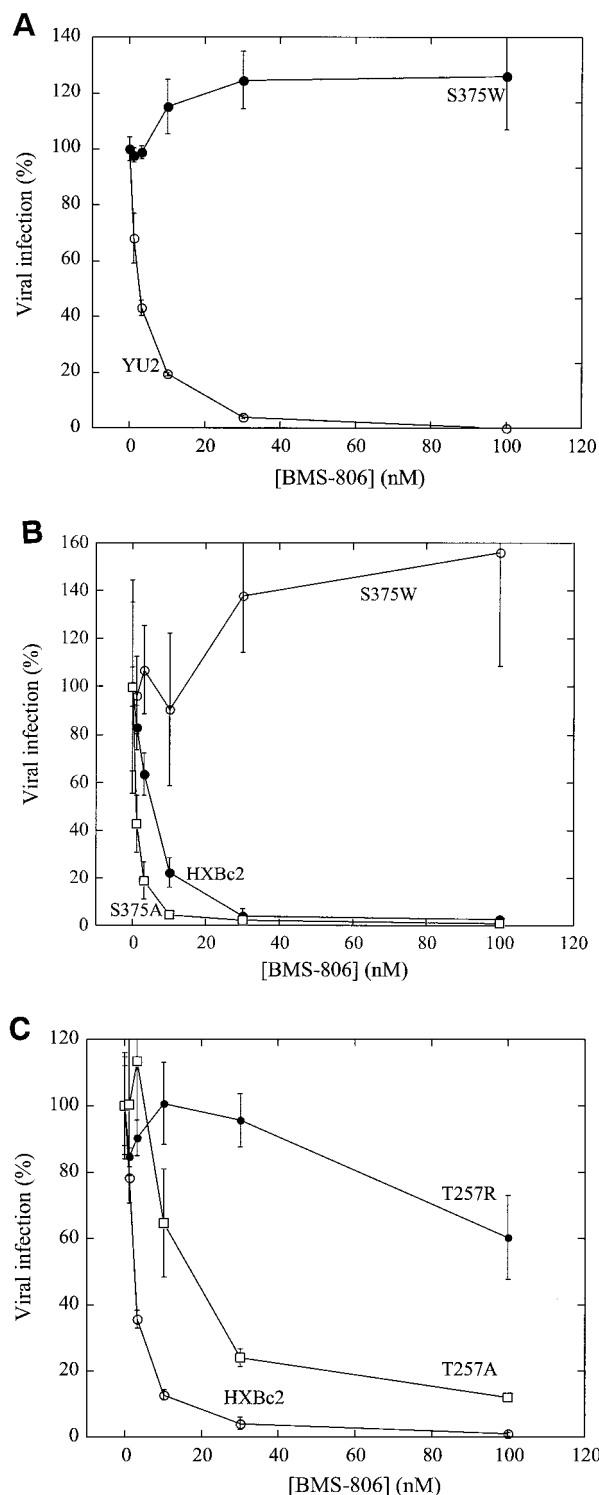 A
140
120
100
80
60
40
20
0
Viral infection (%)
S375W
YU2
0 20 40 60 80 100 120
[BMS-806] (nM)
B
160
140
120
100
80
60
40
20
0
Viral infection (%)
S375W
HXBc2
S375A
0 20 40 60 80 100 120
[BMS-806] (nM)
C
120
100
80
60
40
20
0
Viral infection (%)
T257R
T257A
HXBc2
0 20 40 60 80 100 120
[BMS-806] (nM)